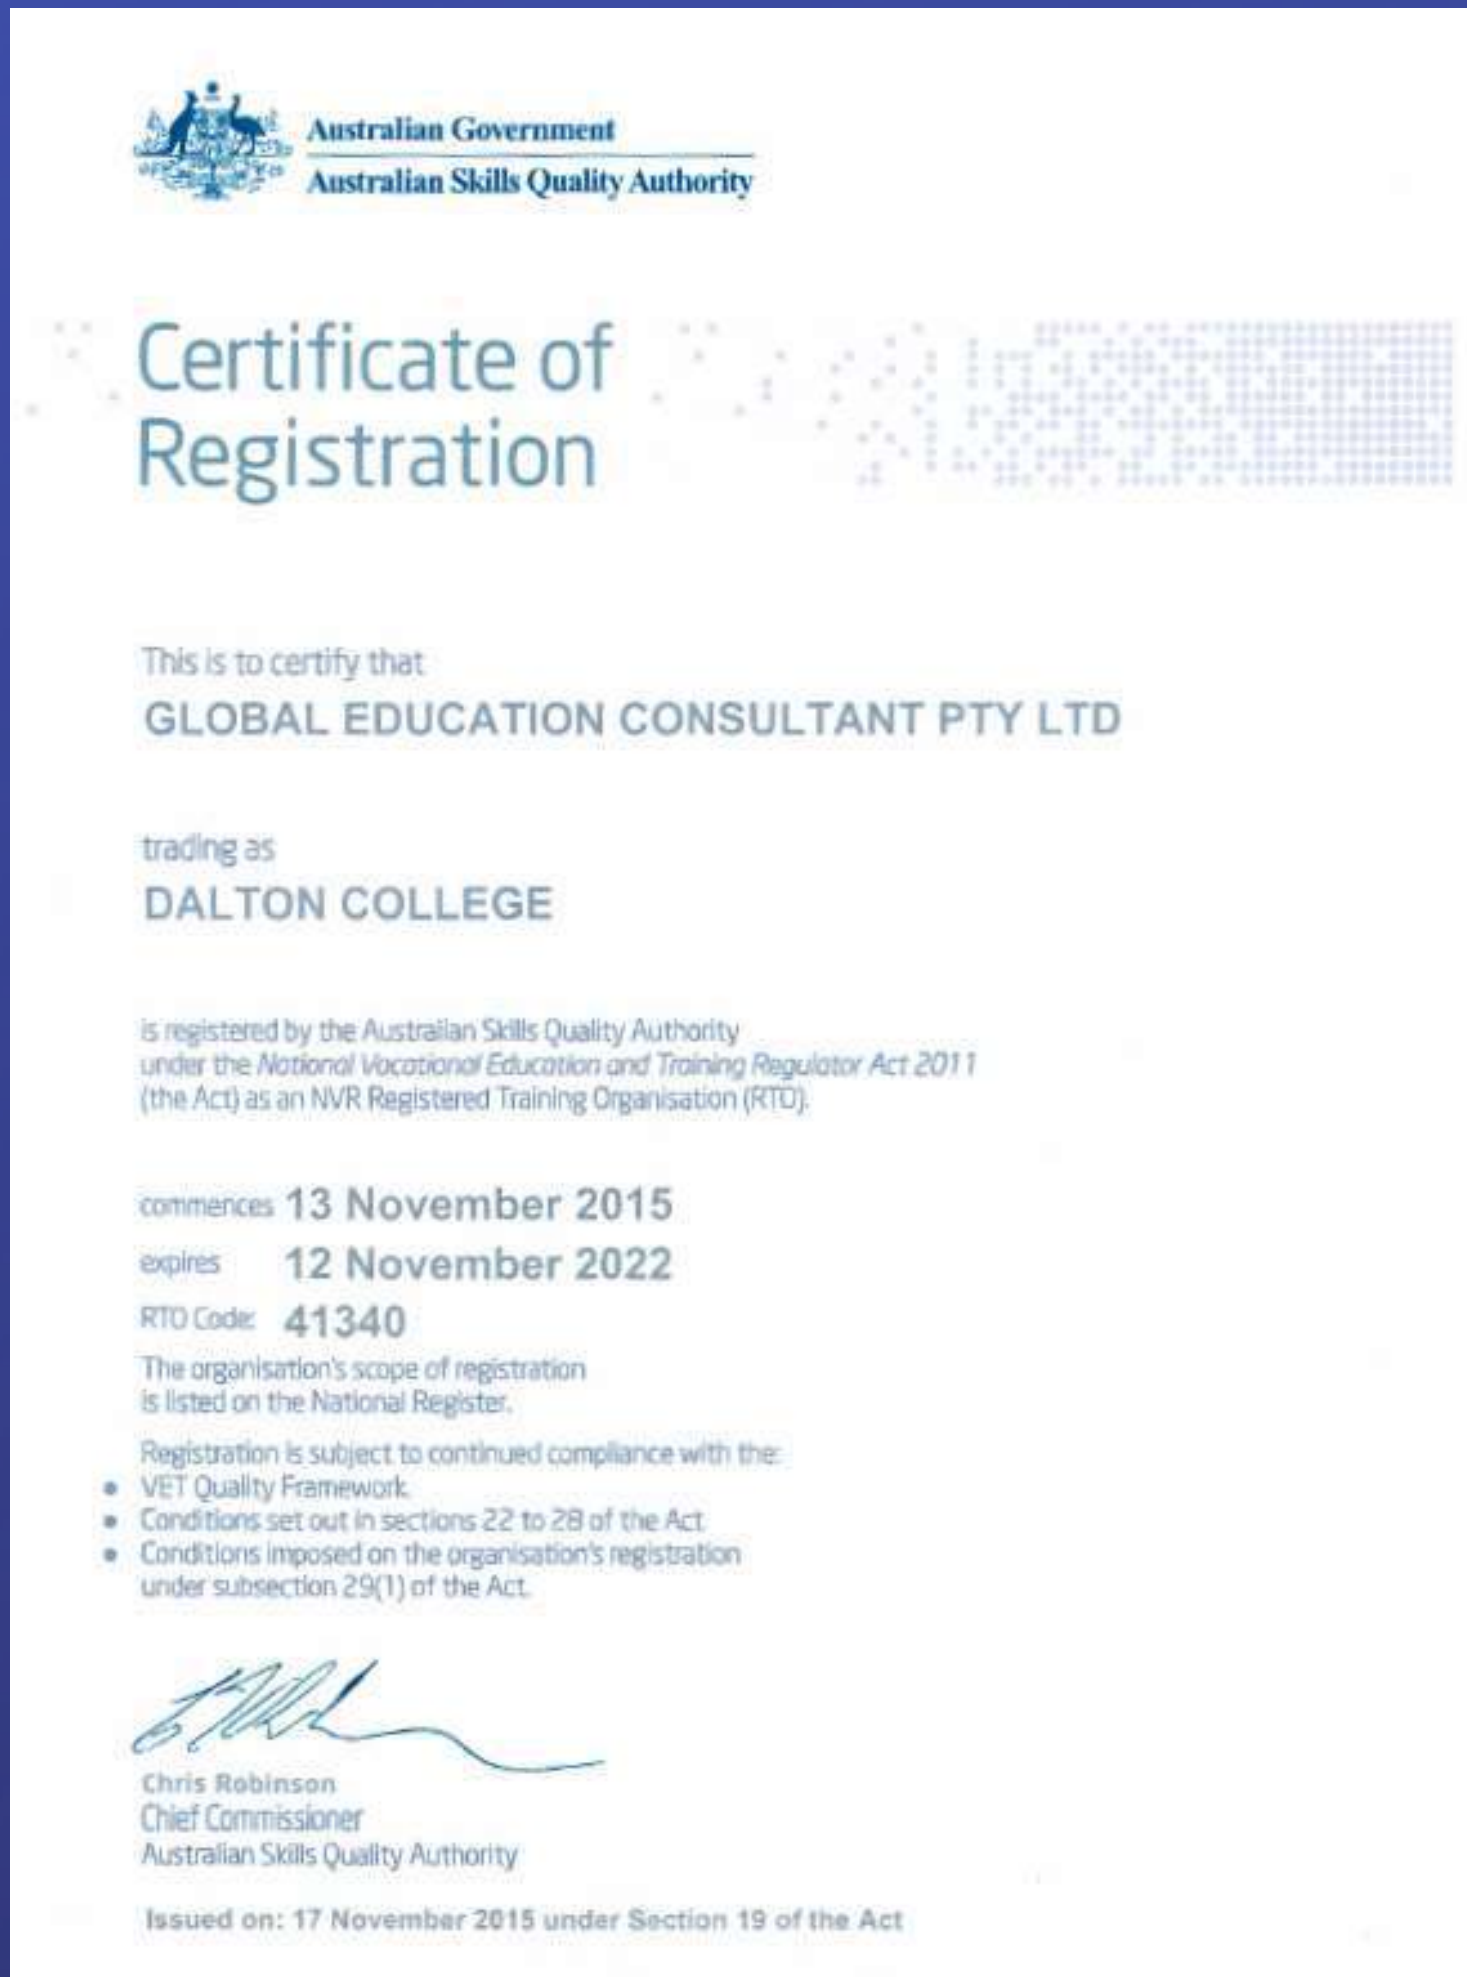 Australian Government
Australian Skills Quality Authority
Certificate of
Registration
This is to certify that
GLOBAL EDUCATION CONSULTANT PTY LTD
trading as
DALTON COLLEGE
is registered by the Australian Skills Quality Authority
under the National Vocational Education and Training Regulator Act 2011
(the Act) as an NVR Registered Training Organisation (RTO).
commences 13 November 2015
expires 12 November 2022
RTO Code: 41340
The organisation's scope of registration
is listed on the National Register.
Registration is subject to continued compliance with the:
• VET Quality Framework
• Conditions set out in sections 22 to 28 of the Act
• Conditions imposed on the organisation's registration
under subsection 29(1) of the Act.
Chris Robinson
Chief Commissioner
Australian Skills Quality Authority
Issued on: 17 November 2015 under Section 19 of the Act